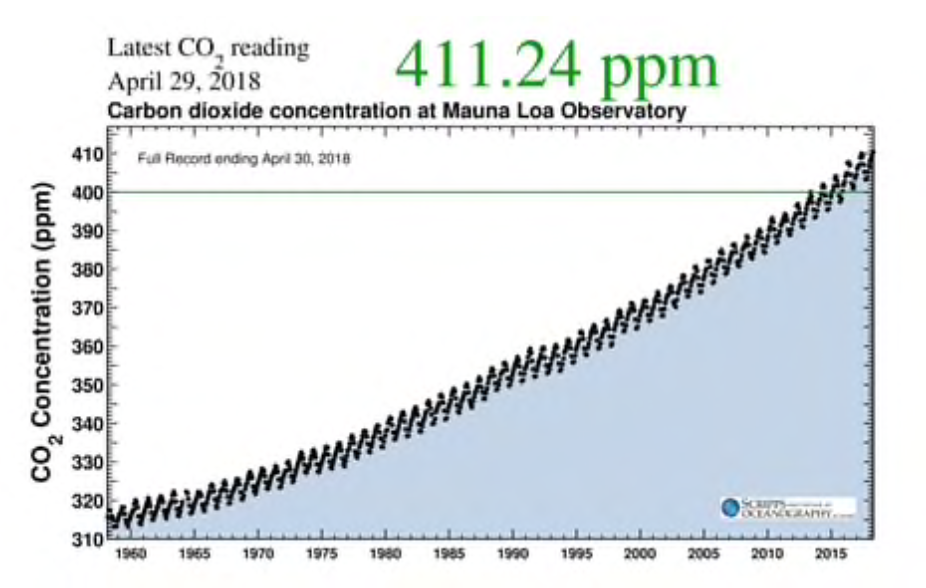 Latest CO2 reading
April 29, 2018
411.24 ppm
Carbon dioxide concentration at Mauna Loa Observatory
Full Record ending April 30, 2018
CO2 Concentration (ppm)
410
400
390
380
370
360
350
340
330
320
310
1960 1965 1970 1975 1980 1985 1990 1995 2000 2005 2010 2015
SCRIPPS
OCEANOGRAPHY